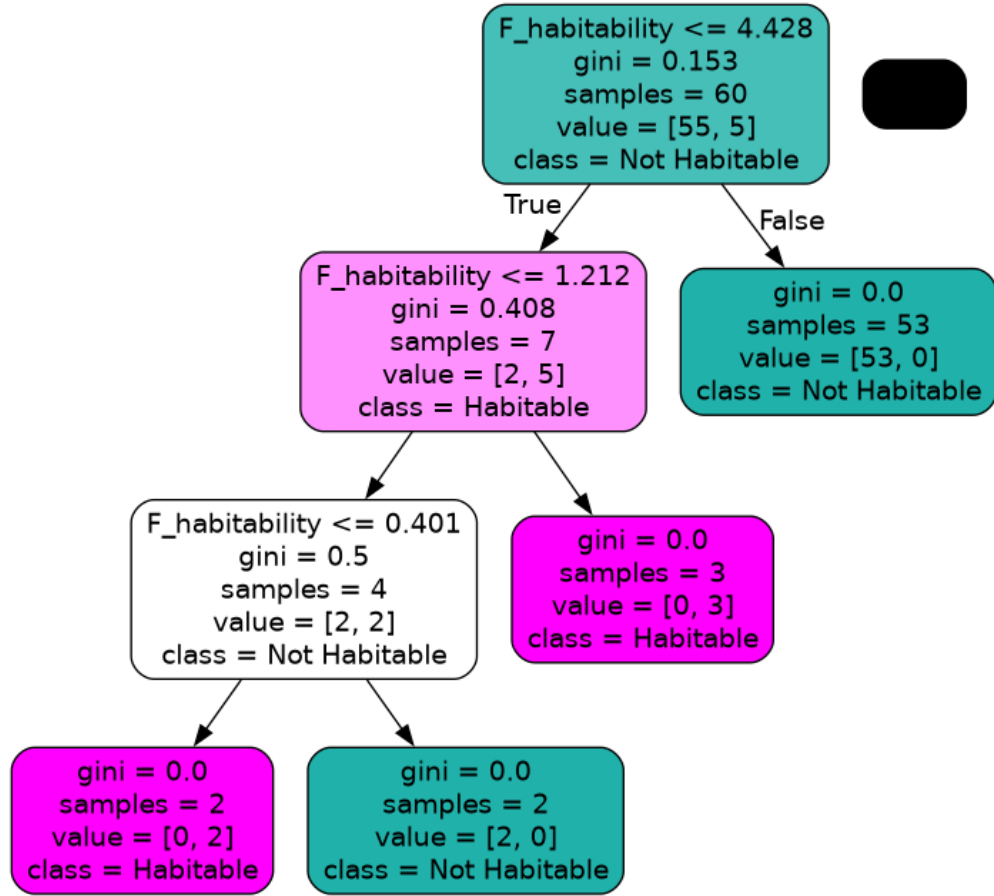 F_habitability <= 4.428
gini = 0.153
samples = 60
value = [55, 5]
class = Not Habitable
True
False
F_habitability <= 1.212
gini = 0.408
samples = 7
value = [2, 5]
class = Habitable
gini = 0.0
samples = 53
value = [53, 0]
class = Not Habitable
F_habitability <= 0.401
gini = 0.5
samples = 4
value = [2, 2]
class = Not Habitable
gini = 0.0
samples = 3
value = [0, 3]
class = Habitable
gini = 0.0
samples = 2
value = [0, 2]
class = Habitable
gini = 0.0
samples = 2
value = [2, 0]
class = Not Habitable